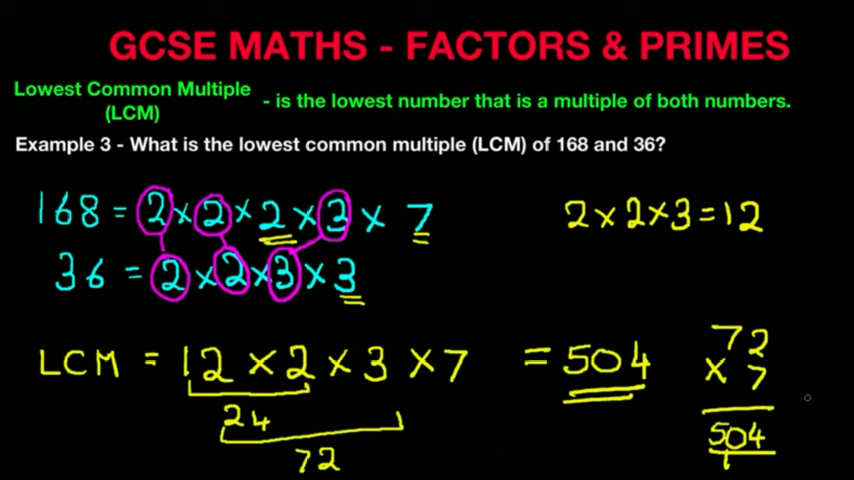 GCSE MATHS - FACTORS & PRIMES
Lowest Common Multiple
(LCM)
- is the lowest number that is a multiple of both numbers.
Example 3 - What is the lowest common multiple (LCM) of 168 and 36?
168 = 2 × 2 × 2 × 3 × 7
2 × 2 × 3 = 12
36 = 2 × 2 × 3 × 3
LCM = 12 × 2 × 3 × 7 = 504
24
72
72
× 7
504
1